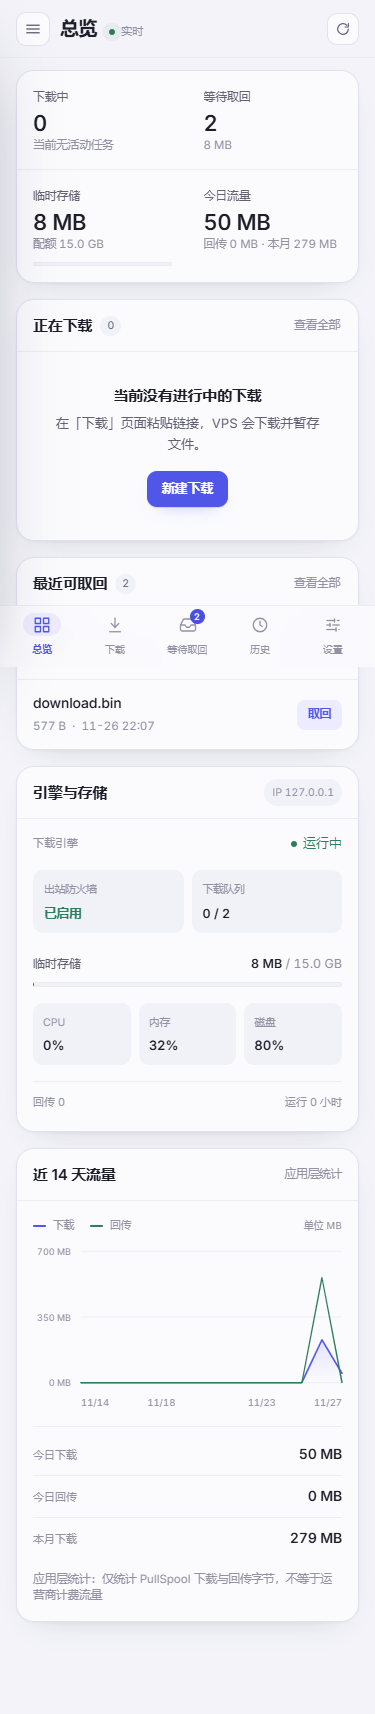 总览
实时
下载中
0
当前无活动任务
等待取回
2
8 MB
临时存储
8 MB
配额 15.0 GB
今日流量
50 MB
回传 0 MB · 本月 279 MB
正在下载 0
查看全部
当前没有进行中的下载
在「下载」页面粘贴链接，VPS 会下载并暂存
文件。
新建下载
最近可取回 2
查看全部
总览
下载
2
等待取回
历史
设置
download.bin
577 B · 11-26 22:07
取回
引擎与存储
IP 127.0.0.1
下载引擎
运行中
出站防火墙
已启用
下载队列
0 / 2
临时存储
8 MB / 15.0 GB
CPU
0%
内存
32%
磁盘
80%
回传 0
运行 0 小时
近 14 天流量
应用层统计
下载
回传
单位 MB
700 MB
350 MB
0 MB
11/14
11/18
11/23
11/27
今日下载
50 MB
今日回传
0 MB
本月下载
279 MB
应用层统计：仅统计 PullSpool 下载与回传字节，不等于运
营商计费流量